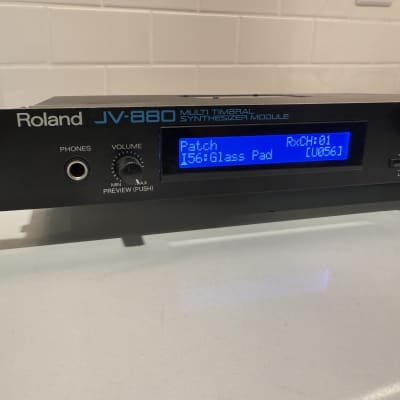 Roland JV-880 MULTI TIMBRAL
SYNTHESIZER MODULE
PHONES
VOLUME
MIN MAX
PREVIEW (PUSH)
Patch RxCH:01
I56:Glass Pad [U056]